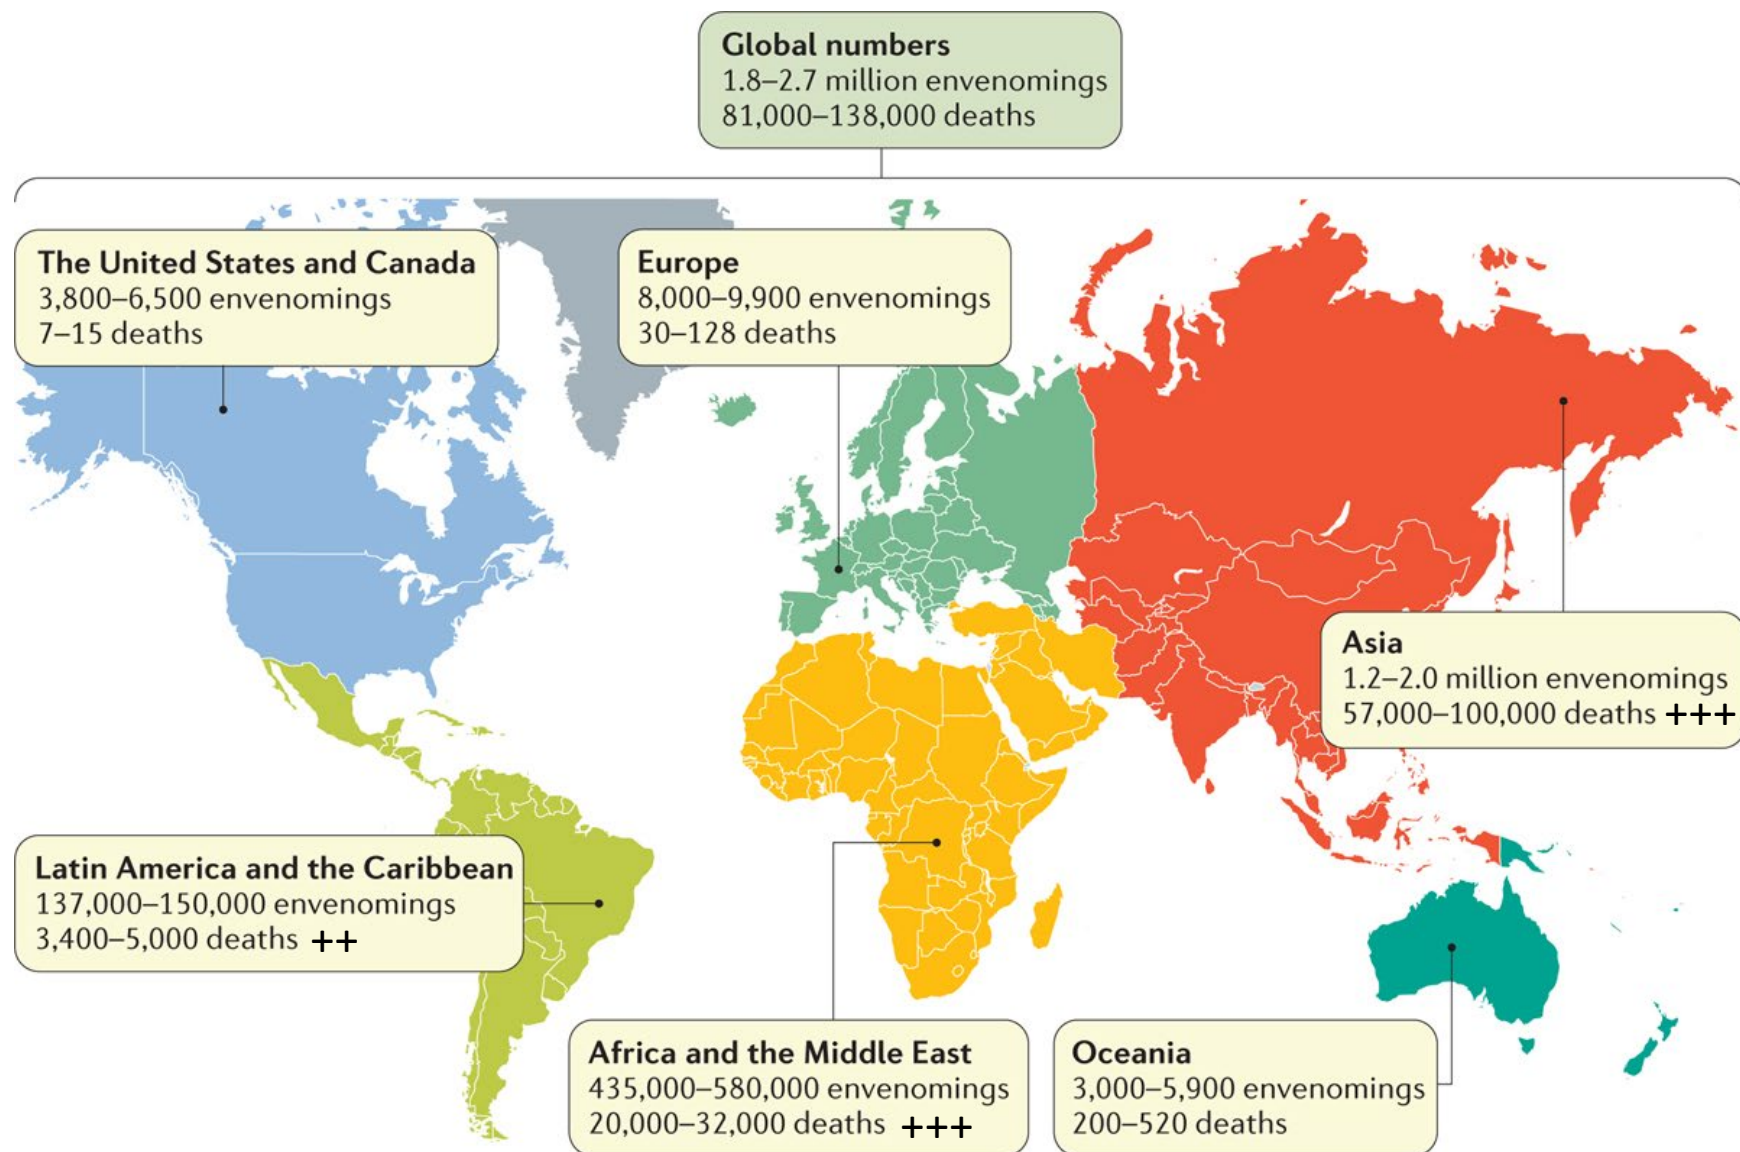 Global numbers
1.8–2.7 million envenomings
81,000–138,000 deaths
The United States and Canada
3,800–6,500 envenomings
7–15 deaths
Europe
8,000–9,900 envenomings
30–128 deaths
Asia
1.2–2.0 million envenomings
57,000–100,000 deaths +++
Latin America and the Caribbean
137,000–150,000 envenomings
3,400–5,000 deaths ++
Africa and the Middle East
435,000–580,000 envenomings
20,000–32,000 deaths +++
Oceania
3,000–5,900 envenomings
200–520 deaths